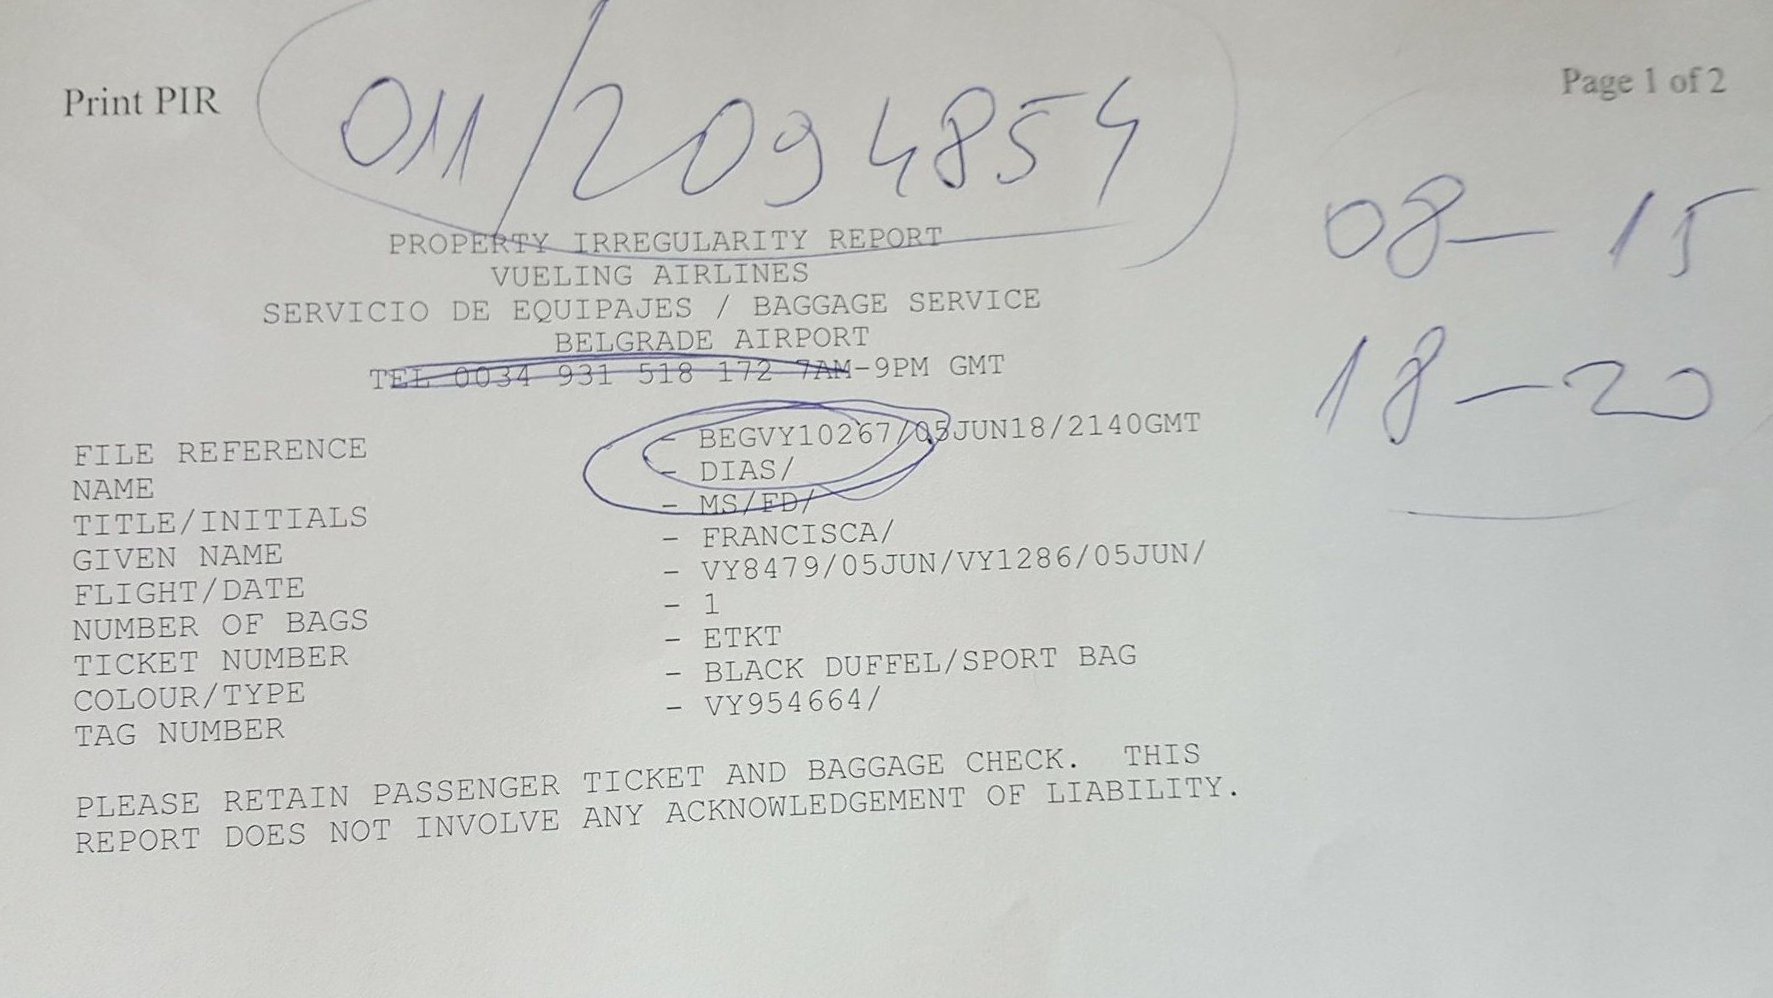 Print PIR
Page 1 of 2
011/2094854
08-15
18-20
PROPERTY IRREGULARITY REPORT
VUELING AIRLINES
SERVICIO DE EQUIPAJES / BAGGAGE SERVICE
BELGRADE AIRPORT
TEL 0034 931 518 172 7AM-9PM GMT
FILE REFERENCE - BEGVY10267/05JUN18/2140GMT
NAME - DIAS/
TITLE/INITIALS - MS/FD/
GIVEN NAME - FRANCISCA/
FLIGHT/DATE - VY8479/05JUN/VY1286/05JUN/
NUMBER OF BAGS - 1
TICKET NUMBER - ETKT
COLOUR/TYPE - BLACK DUFFEL/SPORT BAG
TAG NUMBER - VY954664/
PLEASE RETAIN PASSENGER TICKET AND BAGGAGE CHECK. THIS
REPORT DOES NOT INVOLVE ANY ACKNOWLEDGEMENT OF LIABILITY.